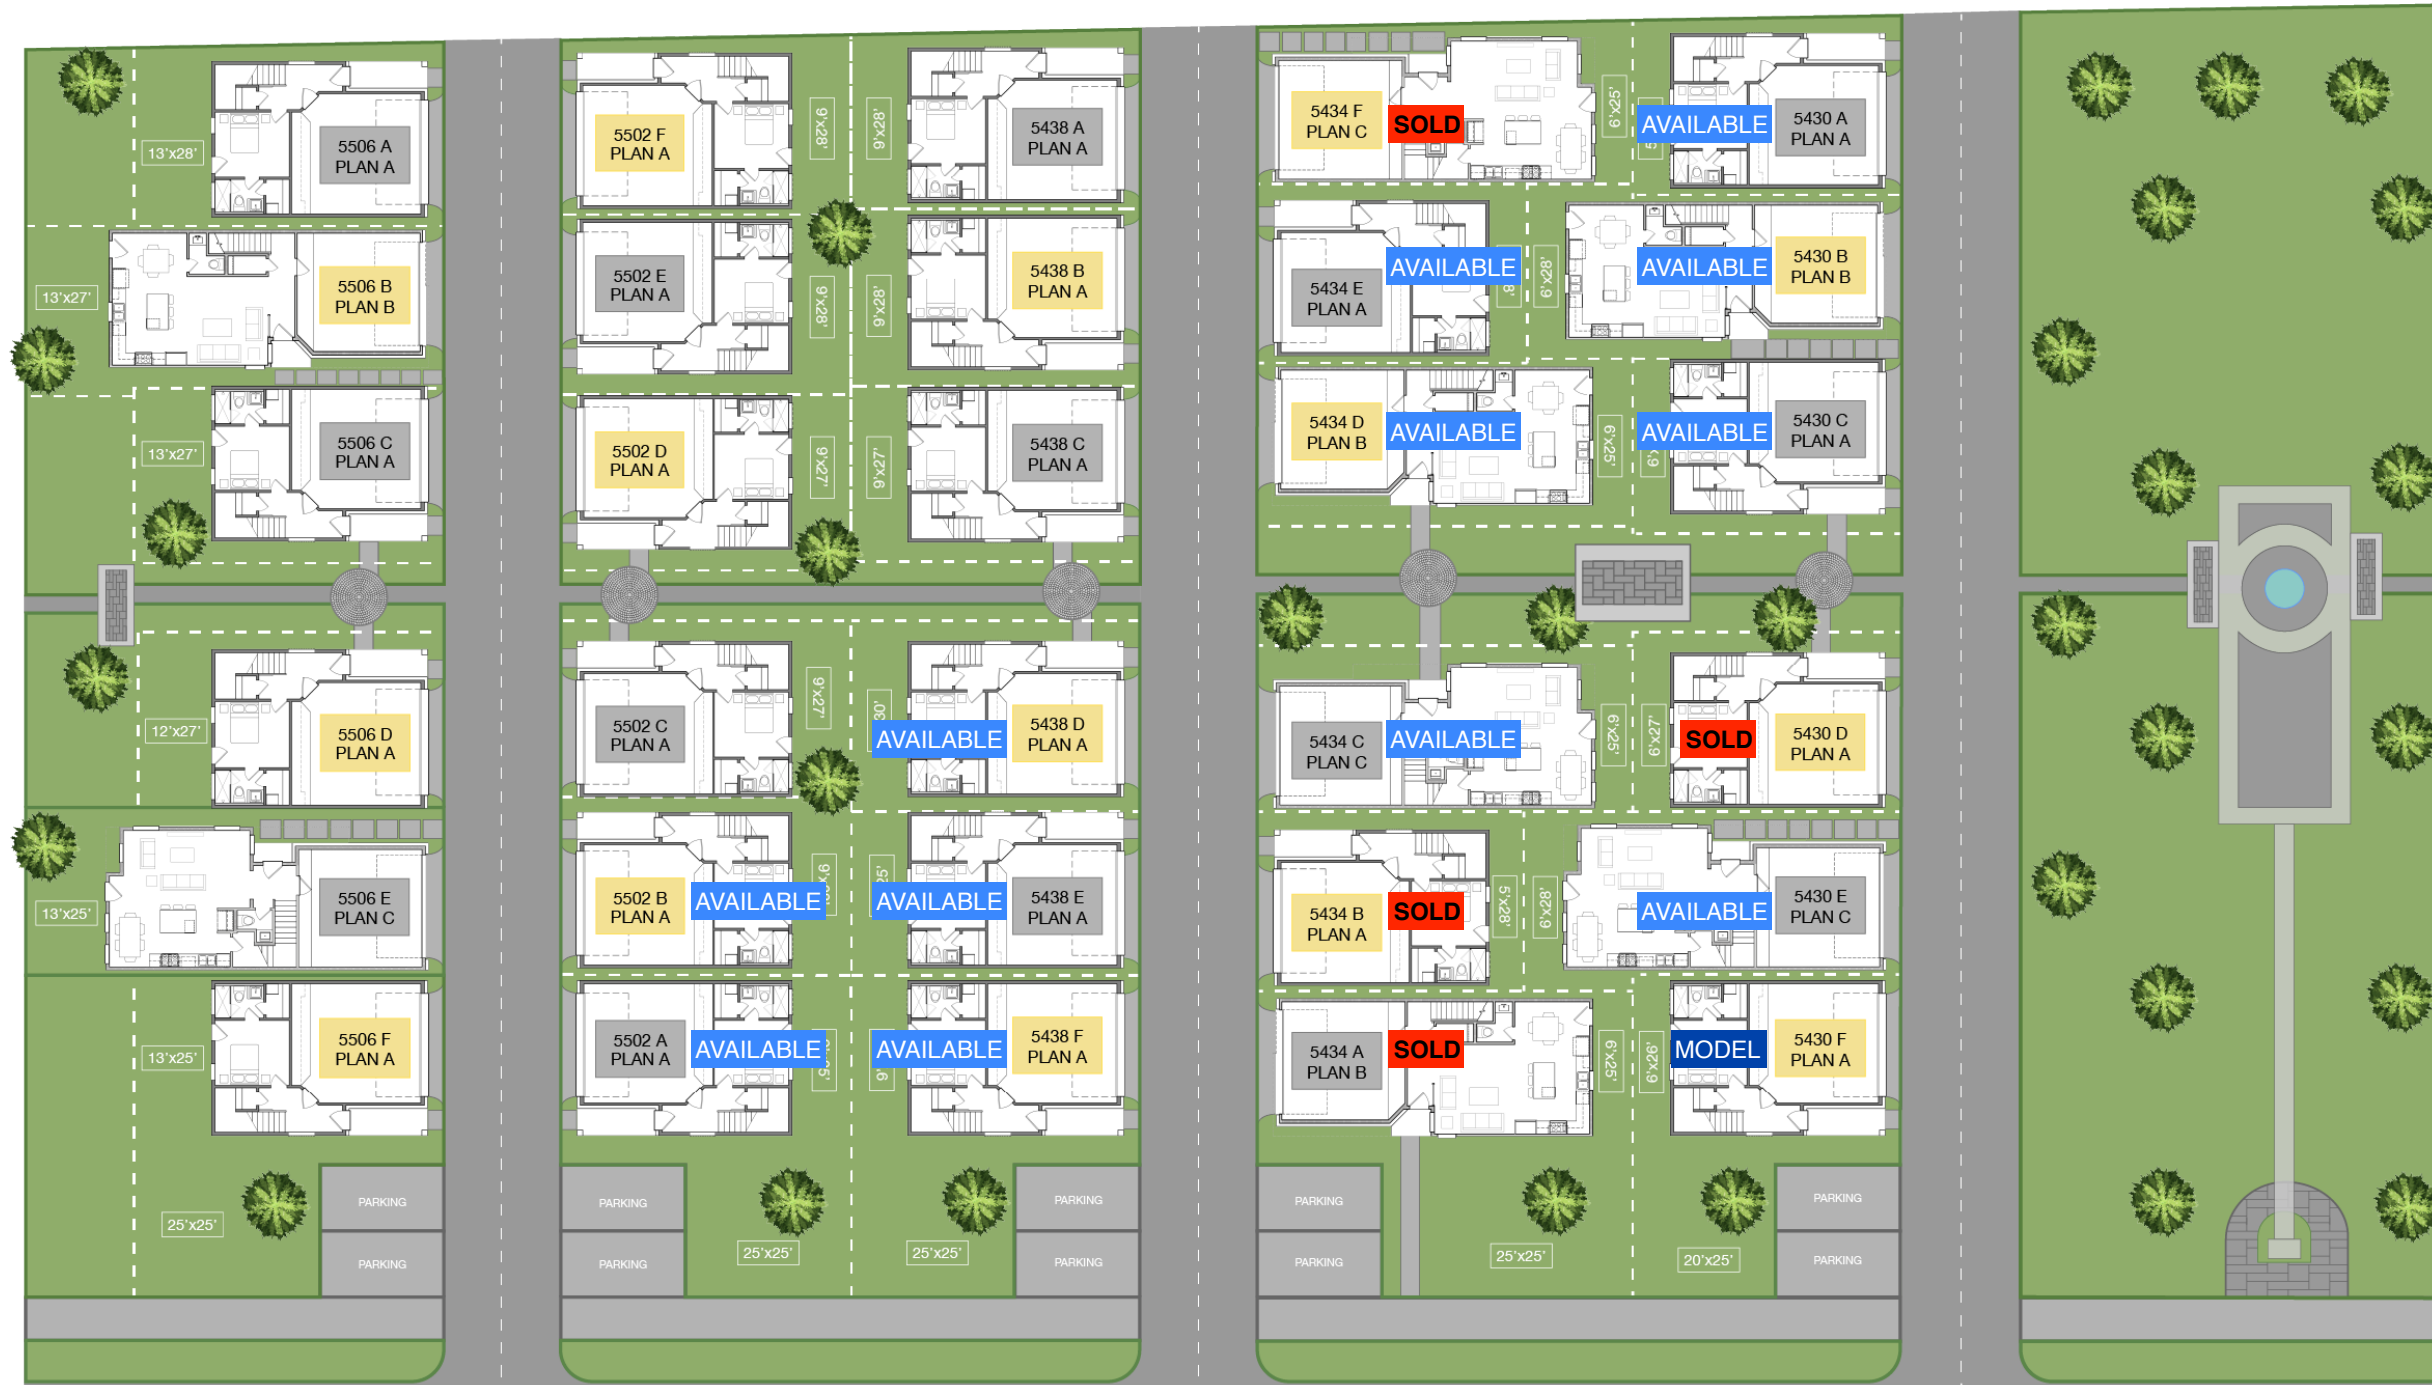 5506 A
PLAN A
13'x28'
5506 B
PLAN B
13'x27'
5506 C
PLAN A
13'x27'
5506 D
PLAN A
12'x27'
5506 E
PLAN C
13'x25'
5506 F
PLAN A
13'x25'
25'x25'
PARKING
PARKING
5502 F
PLAN A
9'x28'
5502 E
PLAN A
9'x28'
5502 D
PLAN A
9'x27'
5502 C
PLAN A
9'x27'
5502 B
PLAN A
AVAILABLE
5502 A
PLAN A
AVAILABLE
PARKING
PARKING
25'x25'
9'x28'
5438 A
PLAN A
9'x28'
5438 B
PLAN A
9'x27'
5438 C
PLAN A
AVAILABLE
5438 D
PLAN A
AVAILABLE
5438 E
PLAN A
AVAILABLE
5438 F
PLAN A
25'x25'
PARKING
PARKING
5434 F
PLAN C
SOLD
6'x25'
5434 E
PLAN A
AVAILABLE
5434 D
PLAN B
AVAILABLE
6'x25'
5434 C
PLAN C
AVAILABLE
6'x25'
5434 B
PLAN A
SOLD
5'x28'
5434 A
PLAN B
SOLD
6'x25'
PARKING
PARKING
25'x25'
AVAILABLE
5430 A
PLAN A
6'x28'
AVAILABLE
5430 B
PLAN B
AVAILABLE
5430 C
PLAN A
6'x27'
SOLD
5430 D
PLAN A
6'x28'
AVAILABLE
5430 E
PLAN C
6'x26'
MODEL
5430 F
PLAN A
20'x25'
PARKING
PARKING